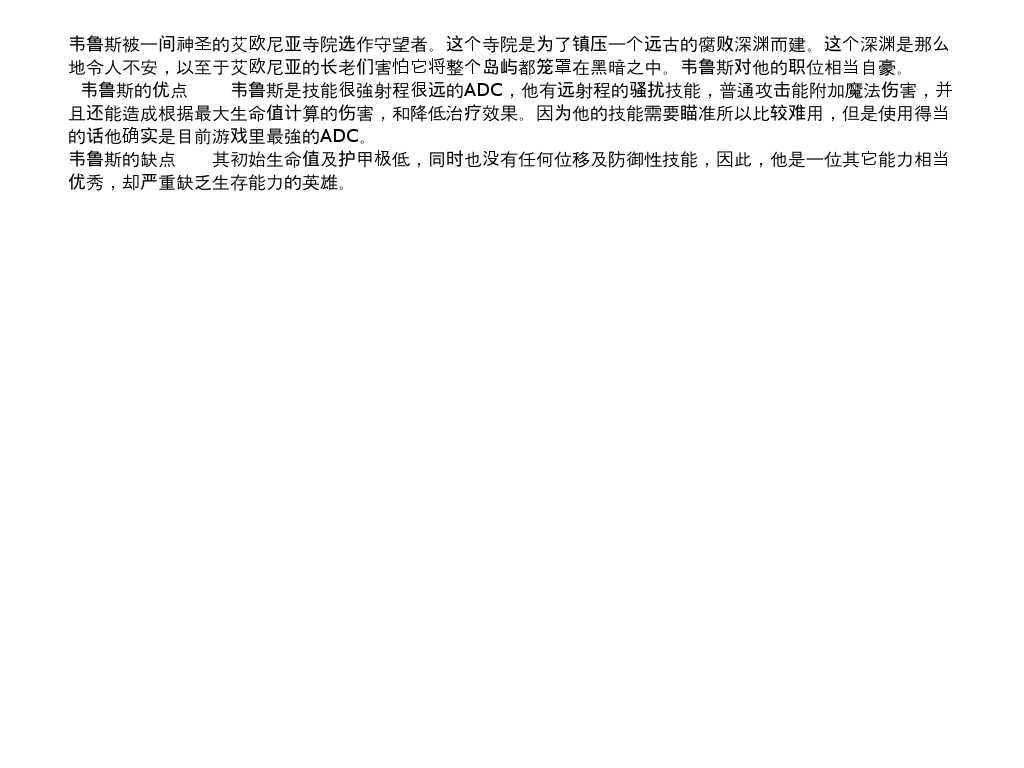 韦鲁斯被一间神圣的艾欧尼亚寺院选作守望者。这个寺院是为了镇压一个远古的腐败深渊而建。这个深渊是那么
地令人不安，以至于艾欧尼亚的长老们害怕它将整个岛屿都笼罩在黑暗之中。韦鲁斯对他的职位相当自豪。
韦鲁斯的优点　　韦鲁斯是技能很強射程很远的ADC，他有远射程的骚扰技能，普通攻击能附加魔法伤害，并
且还能造成根据最大生命值计算的伤害，和降低治疗效果。因为他的技能需要瞄准所以比较难用，但是使用得当
的话他确实是目前游戏里最強的ADC。
韦鲁斯的缺点　　其初始生命值及护甲极低，同时也没有任何位移及防御性技能，因此，他是一位其它能力相当
优秀，却严重缺乏生存能力的英雄。